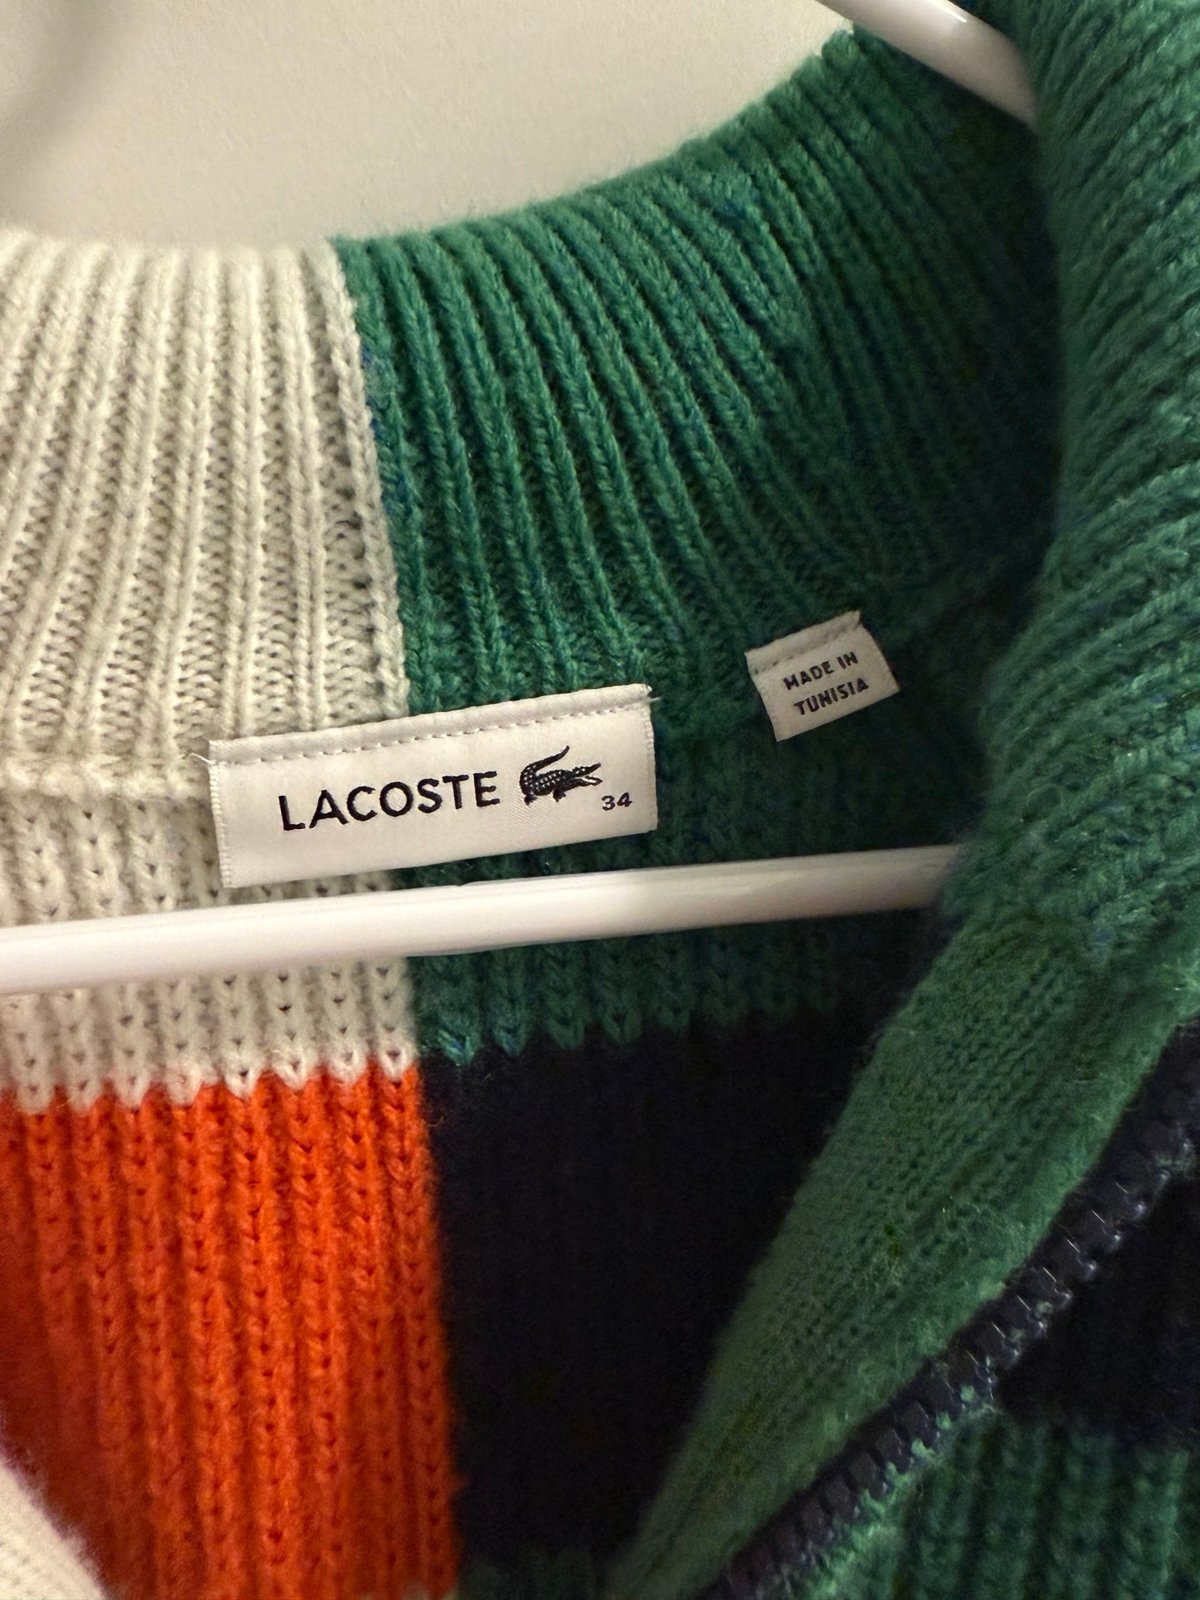 LACOSTE
34
MADE IN
TUNISIA